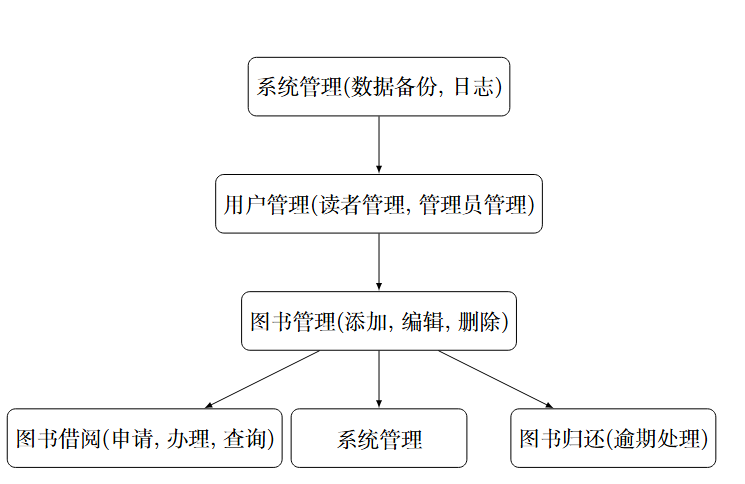 系统管理(数据备份, 日志)
用户管理(读者管理, 管理员管理)
图书管理(添加, 编辑, 删除)
图书借阅(申请, 办理, 查询)
系统管理
图书归还(逾期处理)